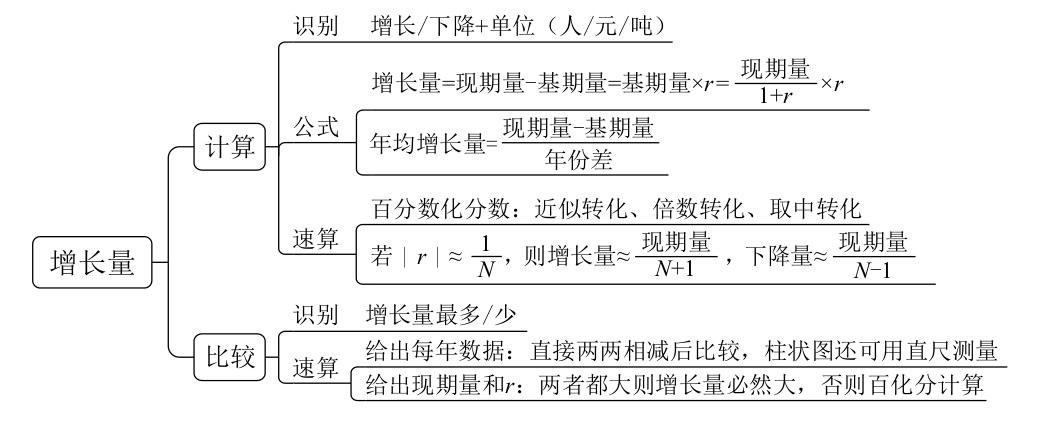 增长量
计算
识别 增长/下降+单位（人/元/吨）
公式
增长量=现期量-基期量=基期量×r=现期量/1+r×r
年均增长量=现期量-基期量/年份差
速算
百分数化分数：近似转化、倍数转化、取中转化
若|r|≈1/N，则增长量≈现期量/N+1，下降量≈现期量/N-1
比较
识别 增长量最多/少
速算
给出每年数据：直接两两相减后比较，柱状图还可用直尺测量
给出现期量和r：两者都大则增长量必然大，否则百化分计算